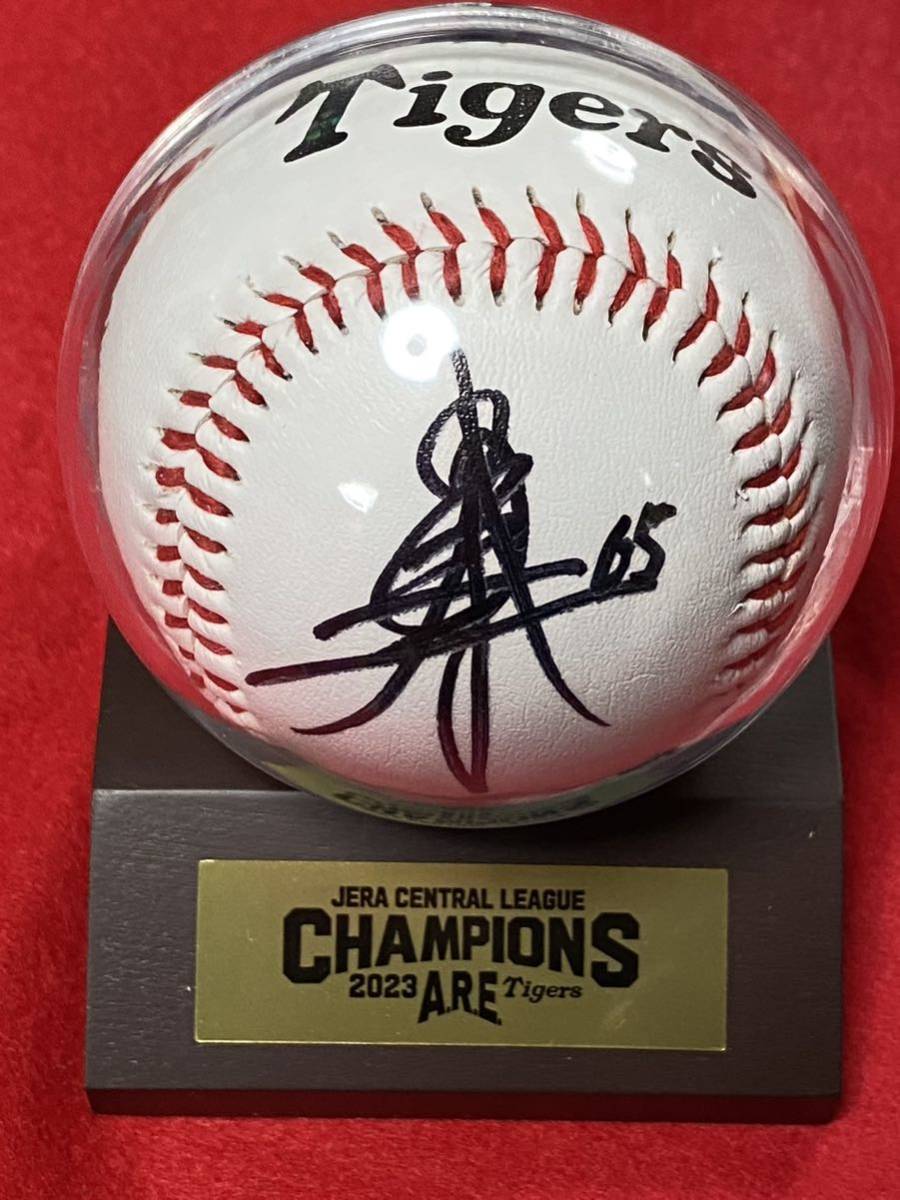 Tigers
65
JERA CENTRAL LEAGUE
CHAMPIONS
2023 A.R.E. Tigers